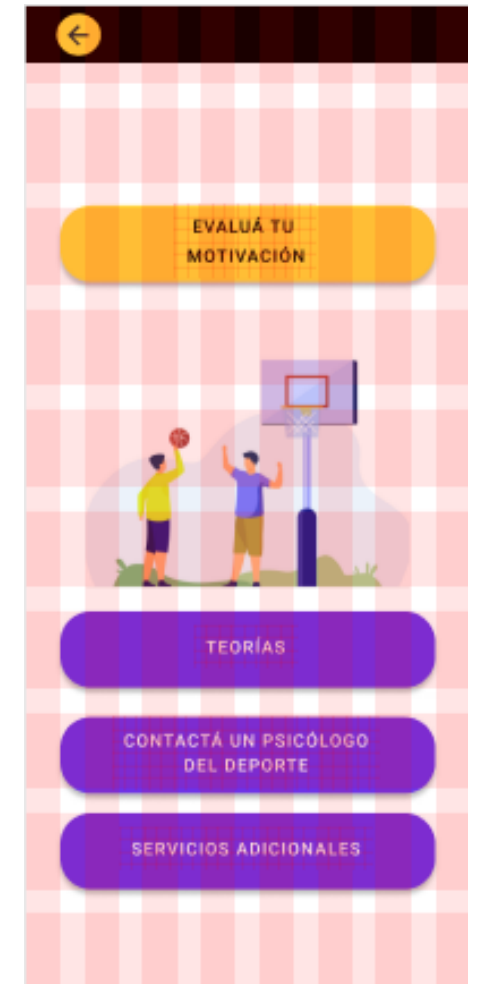 EVALUÁ TU
MOTIVACIÓN
TEORÍAS
CONTACTÁ UN PSICÓLOGO
DEL DEPORTE
SERVICIOS ADICIONALES